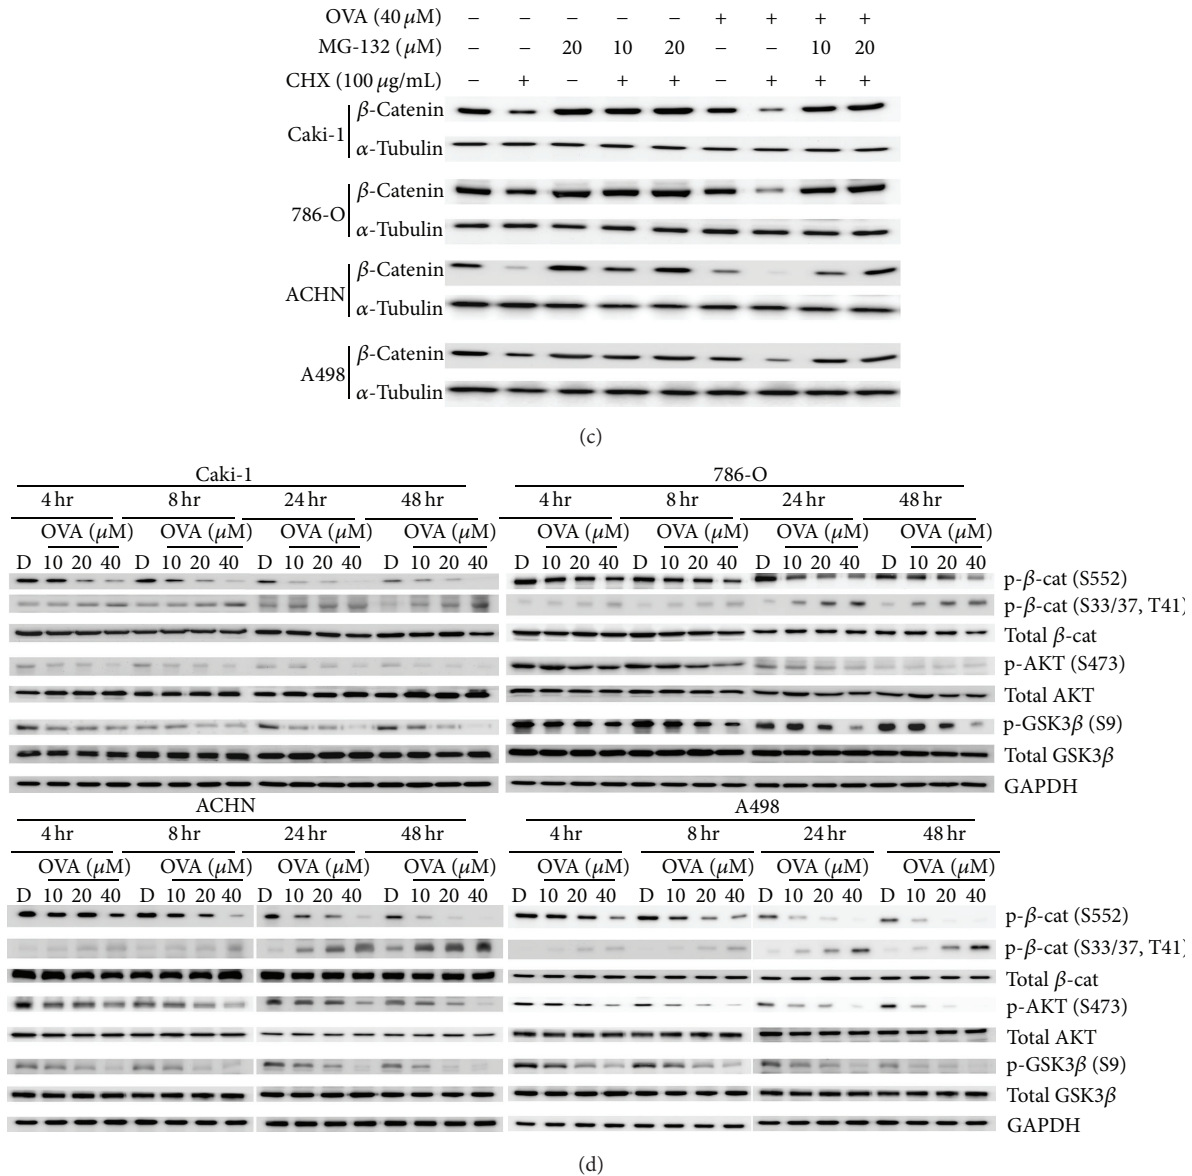 OVA (40 μM) − − − − − + + + +
MG-132 (μM) − − 20 10 20 − − 10 20
CHX (100 μg/mL) − + − + + − + + +
Caki-1
β-Catenin
α-Tubulin
786-O
β-Catenin
α-Tubulin
ACHN
β-Catenin
α-Tubulin
A498
β-Catenin
α-Tubulin
(c)
Caki-1 786-O
4 hr 8 hr 24 hr 48 hr 4 hr 8 hr 24 hr 48 hr
OVA (μM) OVA (μM) OVA (μM) OVA (μM) OVA (μM) OVA (μM) OVA (μM) OVA (μM)
D 10 20 40 D 10 20 40 D 10 20 40 D 10 20 40 D 10 20 40 D 10 20 40 D 10 20 40 D 10 20 40
p-β-cat (S552)
p-β-cat (S33/37, T41)
Total β-cat
p-AKT (S473)
Total AKT
p-GSK3β (S9)
Total GSK3β
GAPDH
ACHN A498
4 hr 8 hr 24 hr 48 hr 4 hr 8 hr 24 hr 48 hr
OVA (μM) OVA (μM) OVA (μM) OVA (μM) OVA (μM) OVA (μM) OVA (μM) OVA (μM)
D 10 20 40 D 10 20 40 D 10 20 40 D 10 20 40 D 10 20 40 D 10 20 40 D 10 20 40 D 10 20 40
p-β-cat (S552)
p-β-cat (S33/37, T41)
Total β-cat
p-AKT (S473)
Total AKT
p-GSK3β (S9)
Total GSK3β
GAPDH
(d)